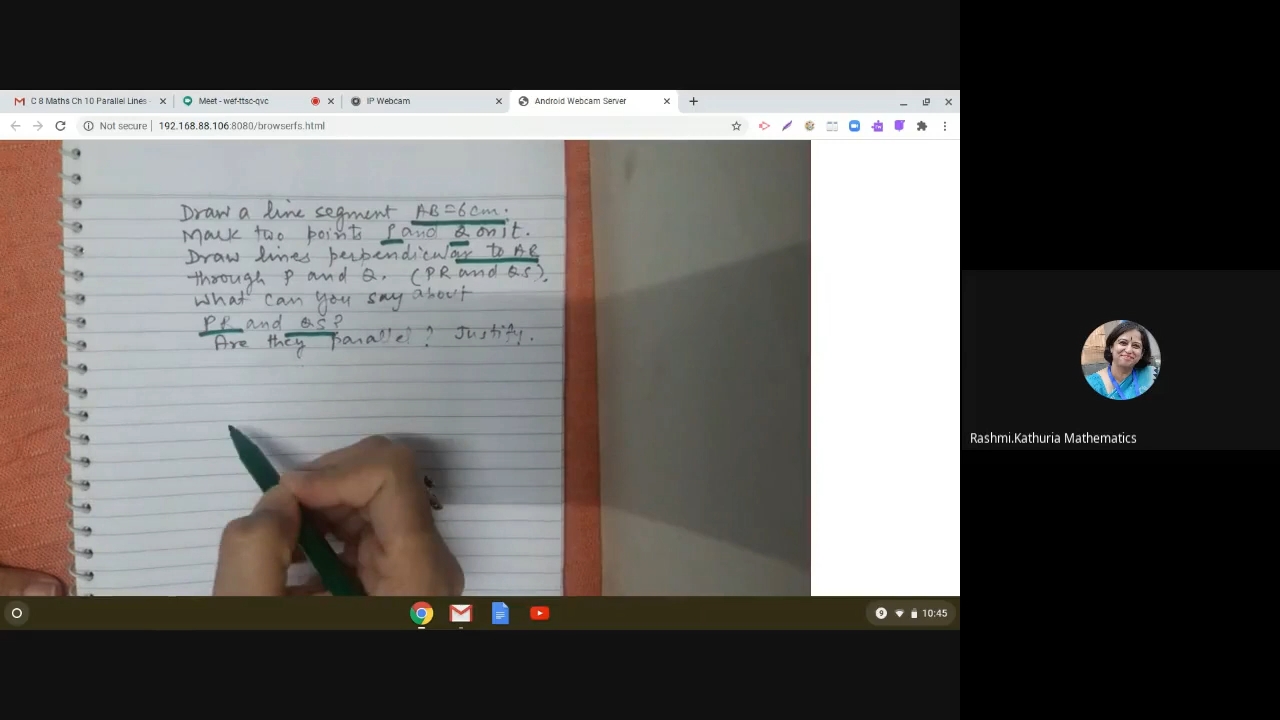 C 8 Maths Ch 10 Parallel Lines -
Meet - wef-ttsc-qvc
IP Webcam
Android Webcam Server
Not secure
192.168.88.106:8080/browserfs.html
Draw a line segment AB=6cm.
Mark two points P and Q on it.
Draw lines perpendicular to AB
through P and Q. (PR and QS).
What can you say about
PR and QS?
Are they parallel? Justify.
Rashmi.Kathuria Mathematics
9
10:45